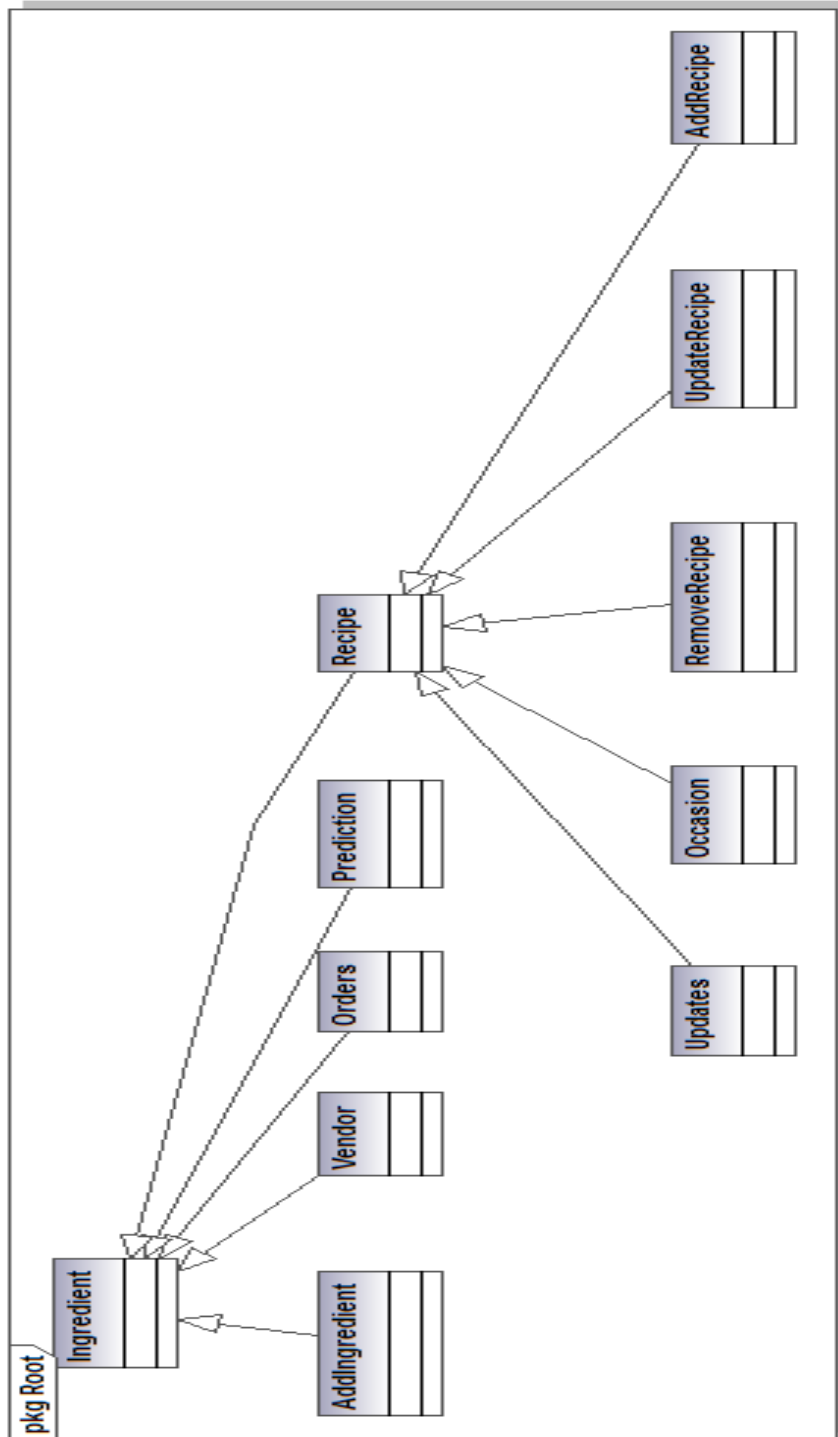 pkg Root
Ingredient
AddIngredient
Vendor
Orders
Prediction
Recipe
Updates
Occasion
RemoveRecipe
UpdateRecipe
AddRecipe